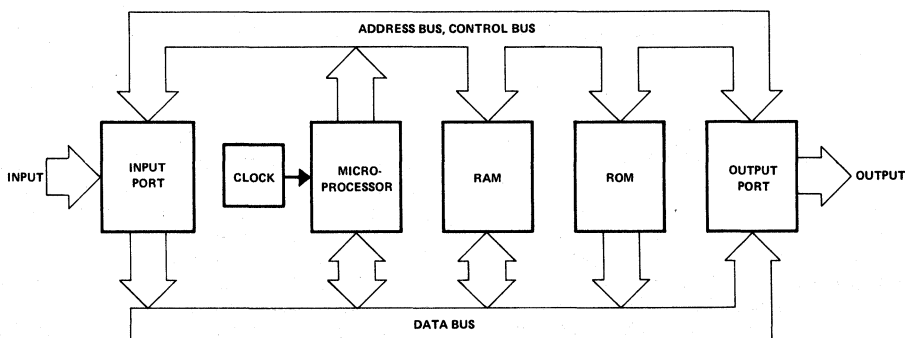 ADDRESS BUS, CONTROL BUS
INPUT
INPUT
PORT
CLOCK
MICRO-
PROCESSOR
RAM
ROM
OUTPUT
PORT
OUTPUT
DATA BUS